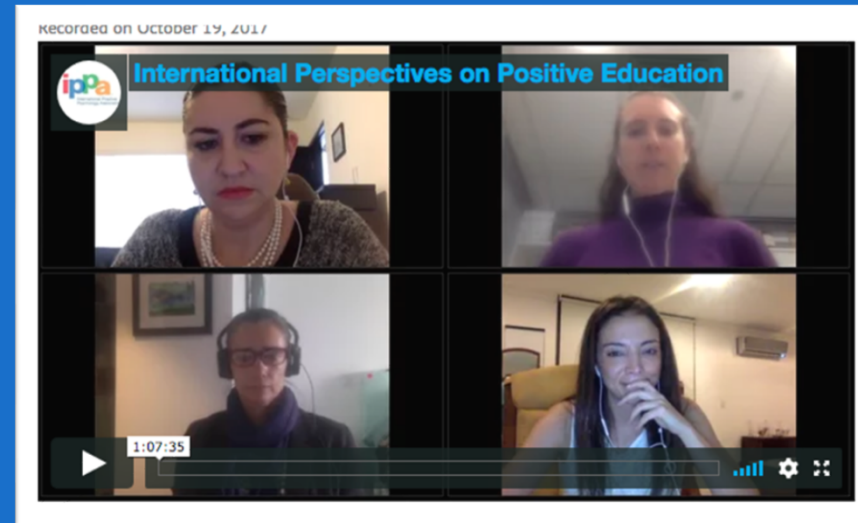 Recorded on October 19, 2017
ippa
International Perspectives on Positive Education
1:07:35